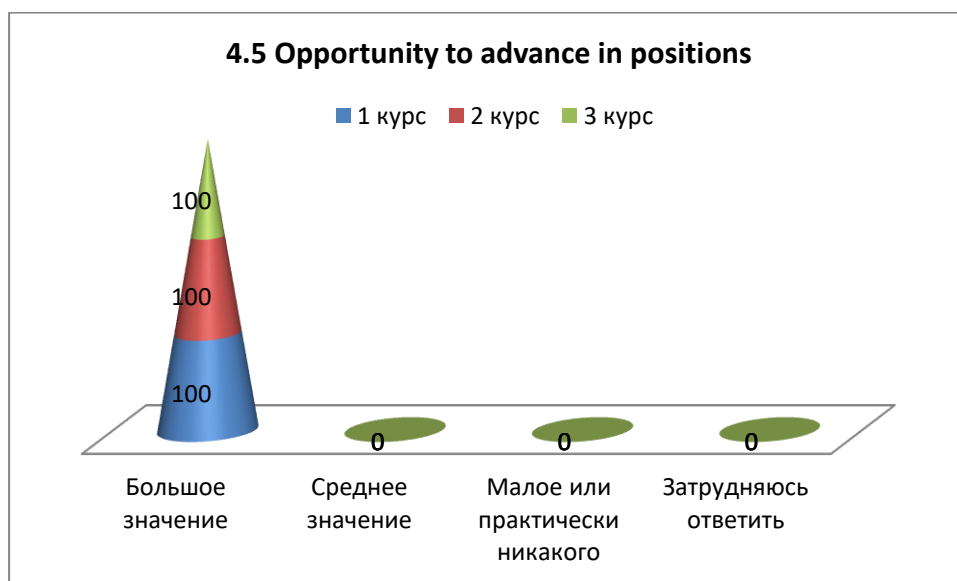 4.5 Opportunity to advance in positions
1 курс 2 курс 3 курс
100
100
100
0 0 0
Большое значение
Среднее значение
Малое или практически никакого
Затрудняюсь ответить